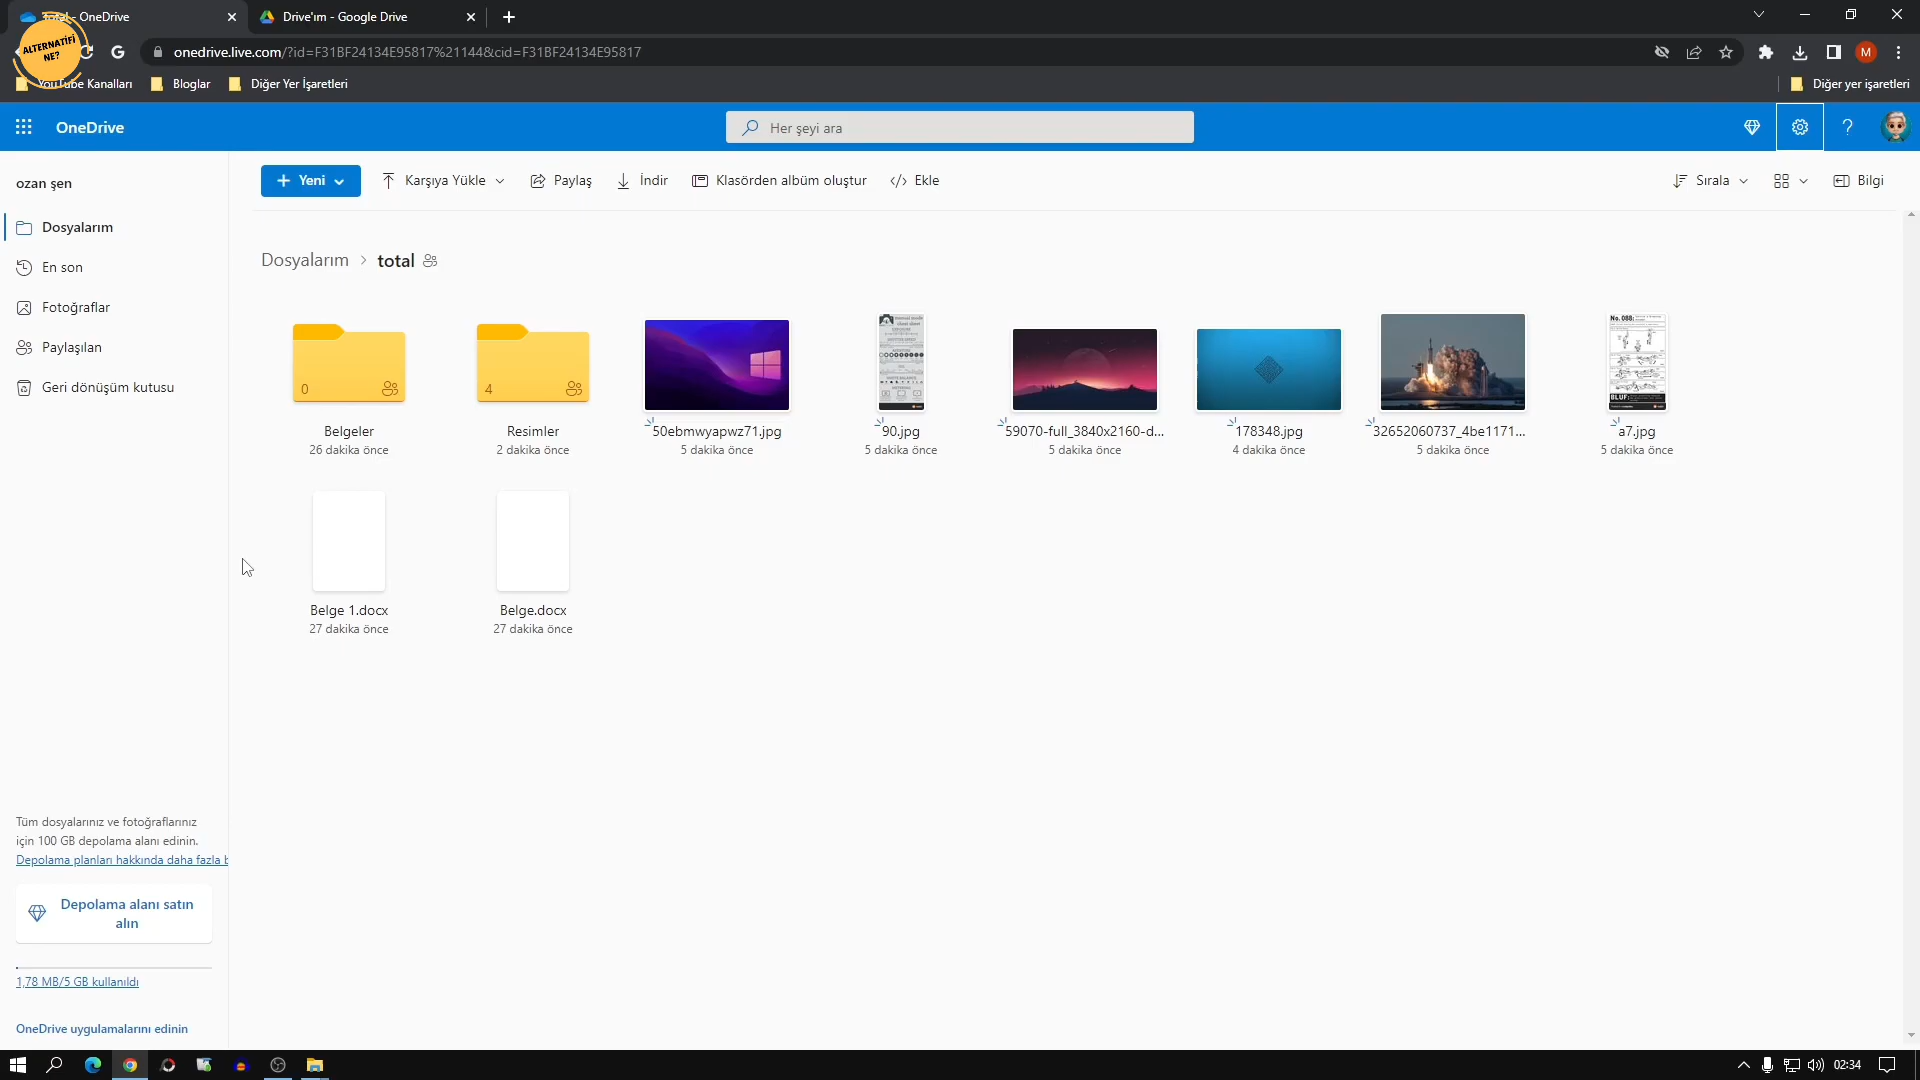 total - OneDrive
Drive'ım - Google Drive
ALTERNATİFİ
NE?
onedrive.live.com/?id=F31BF24134E95817%21144&cid=F31BF24134E95817
M
YouTube Kanalları
Bloglar
Diğer Yer İşaretleri
Diğer yer işaretleri
OneDrive
Her şeyi ara
ozan şen
Yeni
Karşıya Yükle
Paylaş
İndir
Klasörden albüm oluştur
Ekle
Sırala
Bilgi
Dosyalarım
En son
Fotoğraflar
Paylaşılan
Geri dönüşüm kutusu
Dosyalarım > total
0
4
No. 088:
BLUF:
Belgeler
Resimler
50ebmwyapwz71.jpg
90.jpg
59070-full_3840x2160-d...
178348.jpg
32652060737_4be1171...
a7.jpg
26 dakika önce
2 dakika önce
5 dakika önce
5 dakika önce
5 dakika önce
4 dakika önce
5 dakika önce
5 dakika önce
Belge 1.docx
Belge.docx
27 dakika önce
27 dakika önce
Tüm dosyalarınız ve fotoğraflarınız
için 100 GB depolama alanı edinin.
Depolama planları hakkında daha fazla b
Depolama alanı satın
alın
1,78 MB/5 GB kullanıldı
OneDrive uygulamalarını edinin
02:34